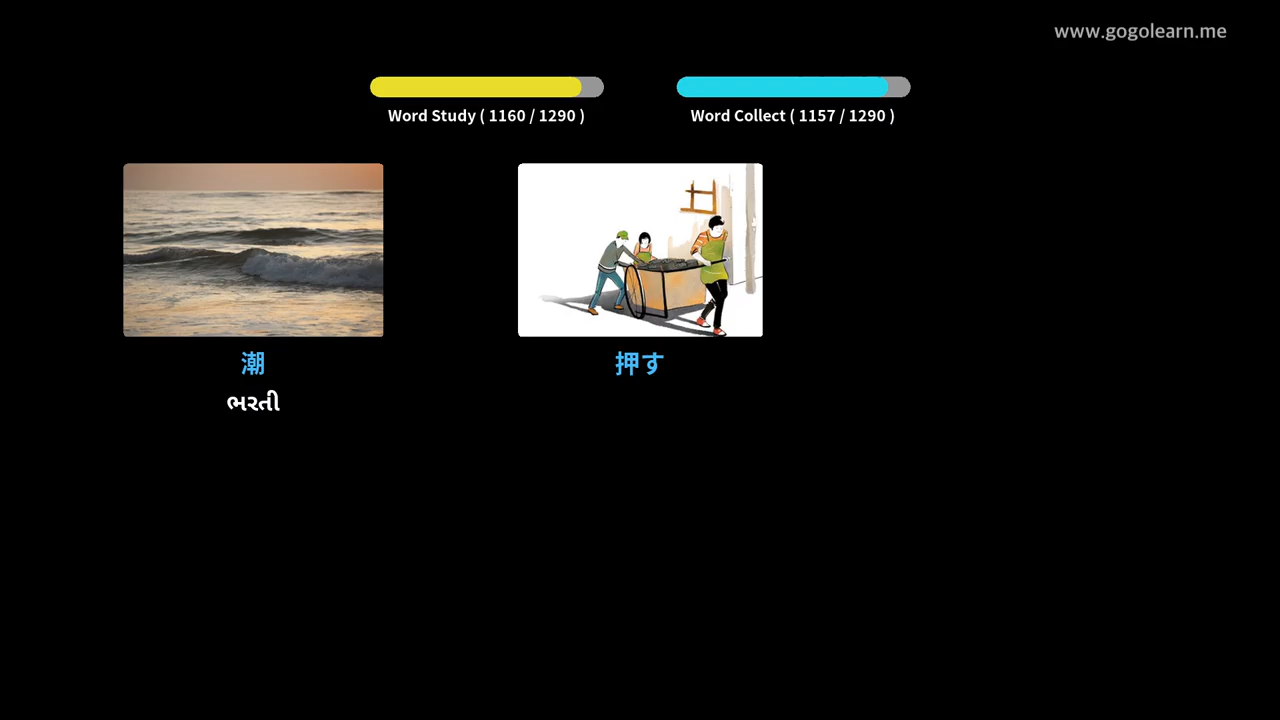 www.gogolearn.me
Word Study ( 1160 / 1290 )
Word Collect ( 1157 / 1290 )
潮
ભરતી
押す